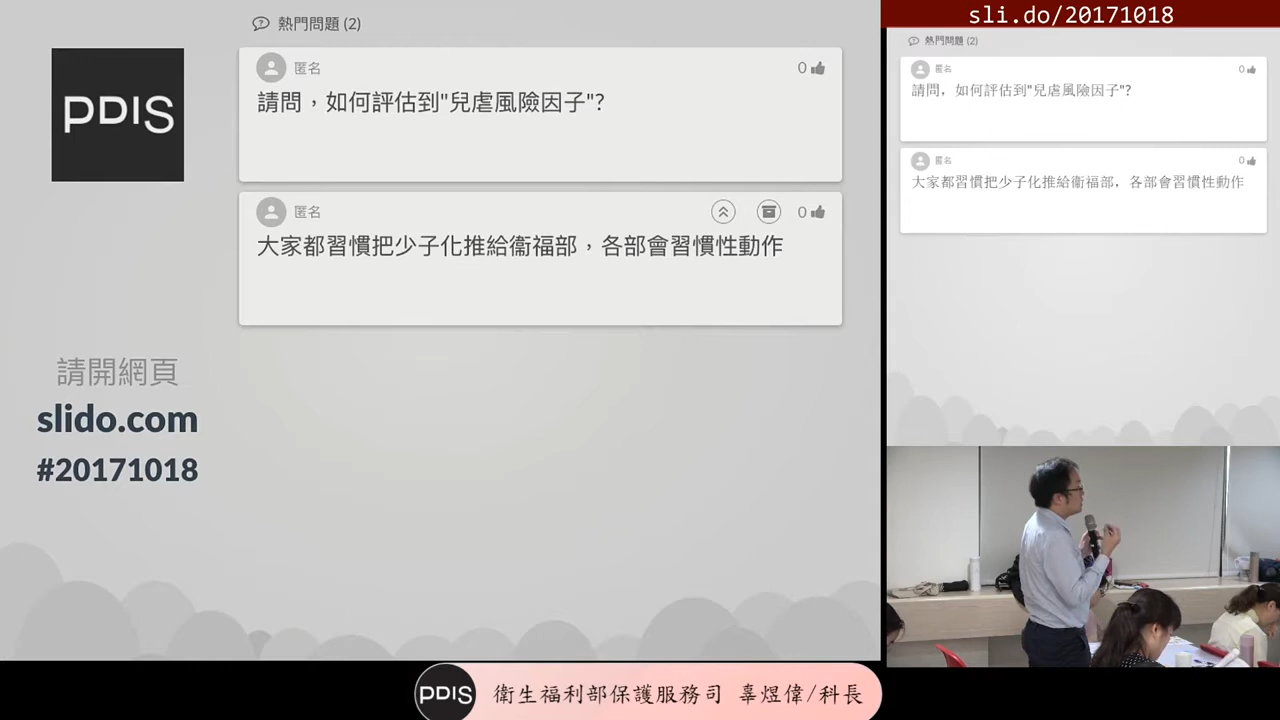 熱門問題 (2)
PDIS
匿名
0
請問，如何評估到"兒虐風險因子"?
匿名
0
大家都習慣把少子化推給衞福部，各部會習慣性動作
請開網頁
slido.com
#20171018
sli.do/20171018
熱門問題 (2)
匿名
0
請問，如何評估到"兒虐風險因子"?
匿名
0
大家都習慣把少子化推給衞福部，各部會習慣性動作
PDIS
衛生福利部保護服務司 辜煜偉/科長